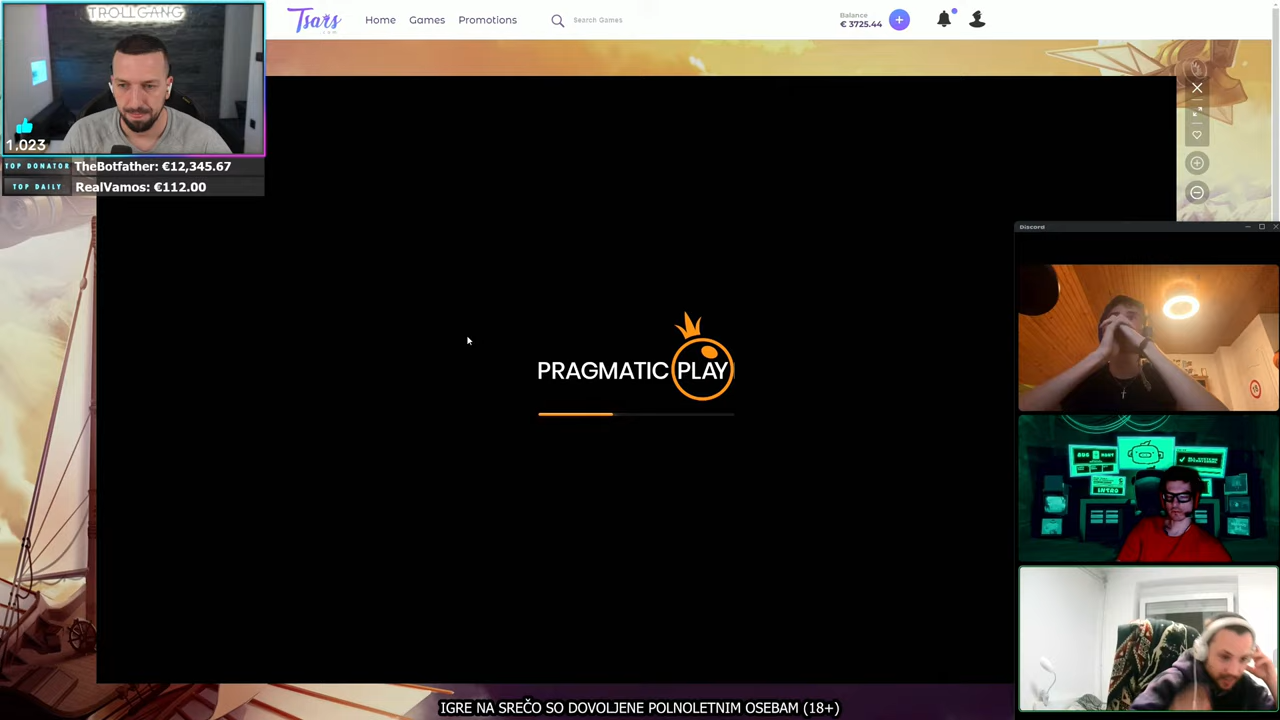 TROLLGANG
Tsars
Home Games Promotions
Search Games
Balance
€ 3725.44
1,023
TOP DONATOR TheBotfather: €12,345.67
TOP DAILY RealVamos: €112.00
Discord
PRAGMATIC PLAY
INTRO
IGRE NA SREČO SO DOVOLJENE POLNOLETNIM OSEBAM (18+)